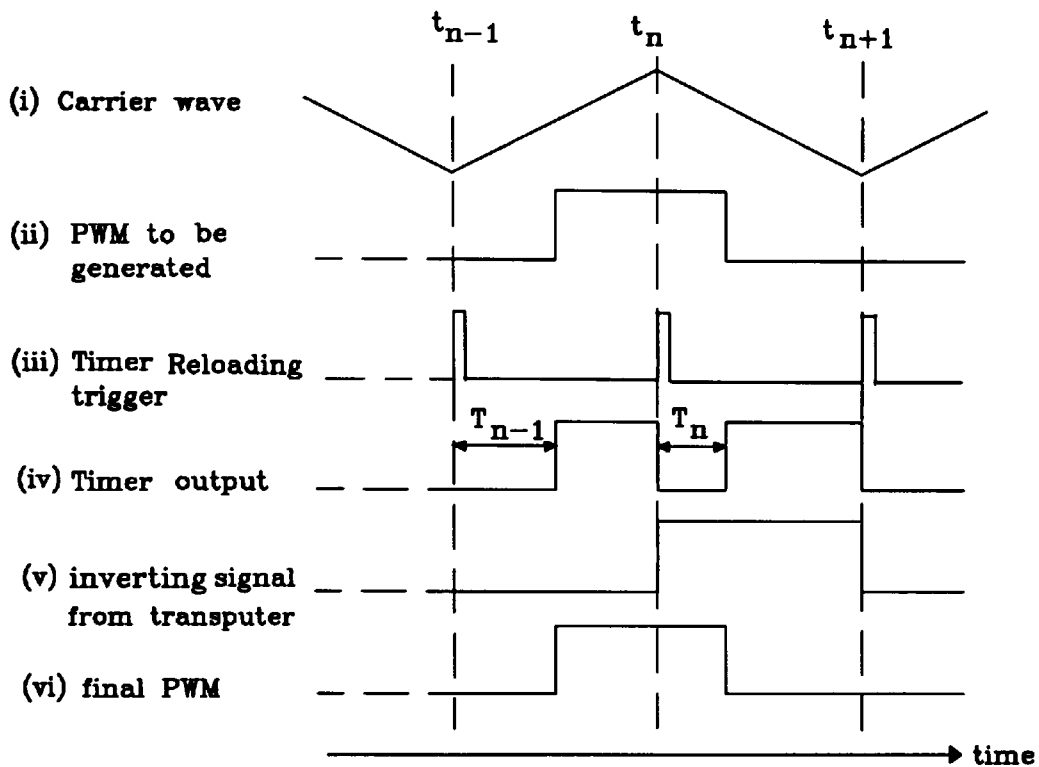 t_{n-1} t_n t_{n+1}
(i) Carrier wave
(ii) PWM to be
generated
(iii) Timer Reloading
trigger
T_{n-1} T_n
(iv) Timer output
(v) inverting signal
from transputer
(vi) final PWM
time